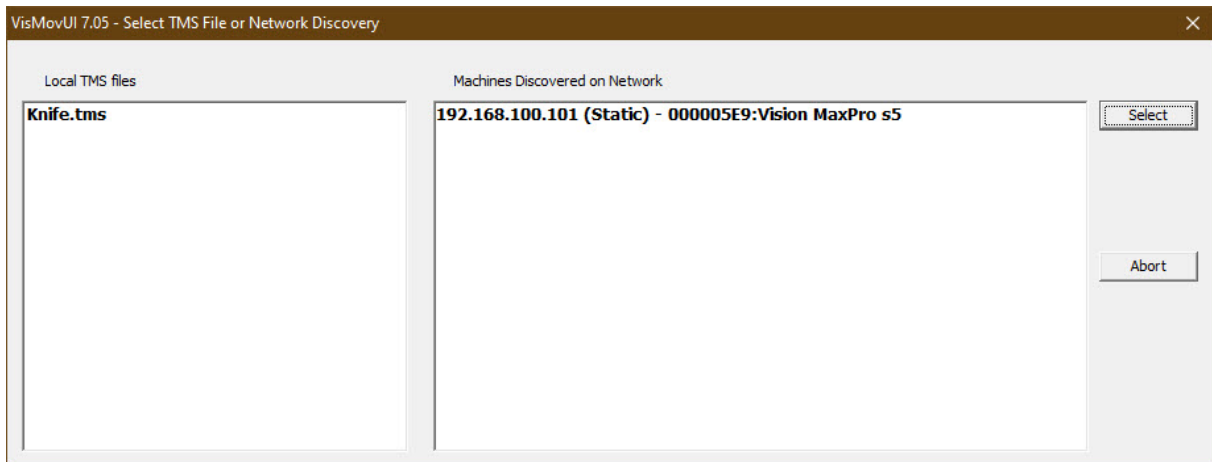 VisMovUI 7.05 - Select TMS File or Network Discovery
Local TMS files
Machines Discovered on Network
Knife.tms
192.168.100.101 (Static) - 000005E9:Vision MaxPro s5
Select
Abort